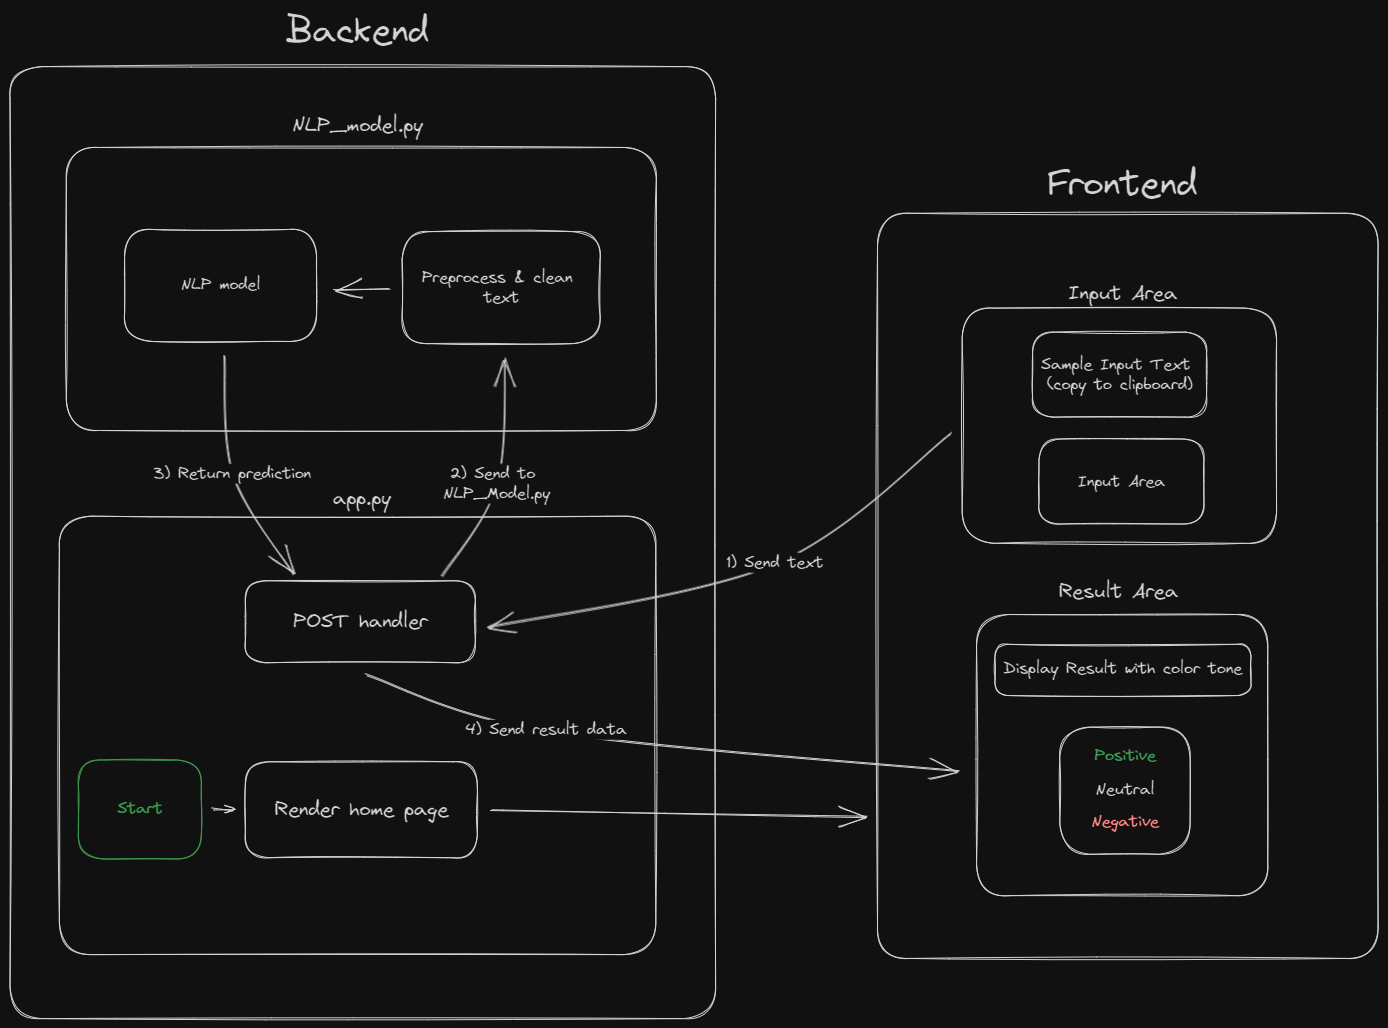 Backend
NLP_model.py
NLP model
Preprocess & clean
text
3) Return prediction
2) Send to
NLP_Model.py
app.py
POST handler
4) Send result data
Start
Render home page
1) Send text
Frontend
Input Area
Sample Input Text
(copy to clipboard)
Input Area
Result Area
Display Result with color tone
Positive
Neutral
Negative